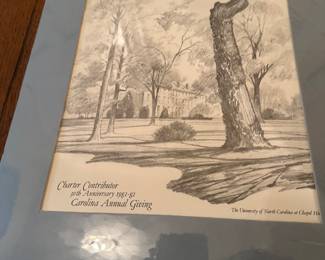 Charter Contributor
30th Anniversary 1952-82
Carolina Annual Giving
The University of North Carolina at Chapel Hill